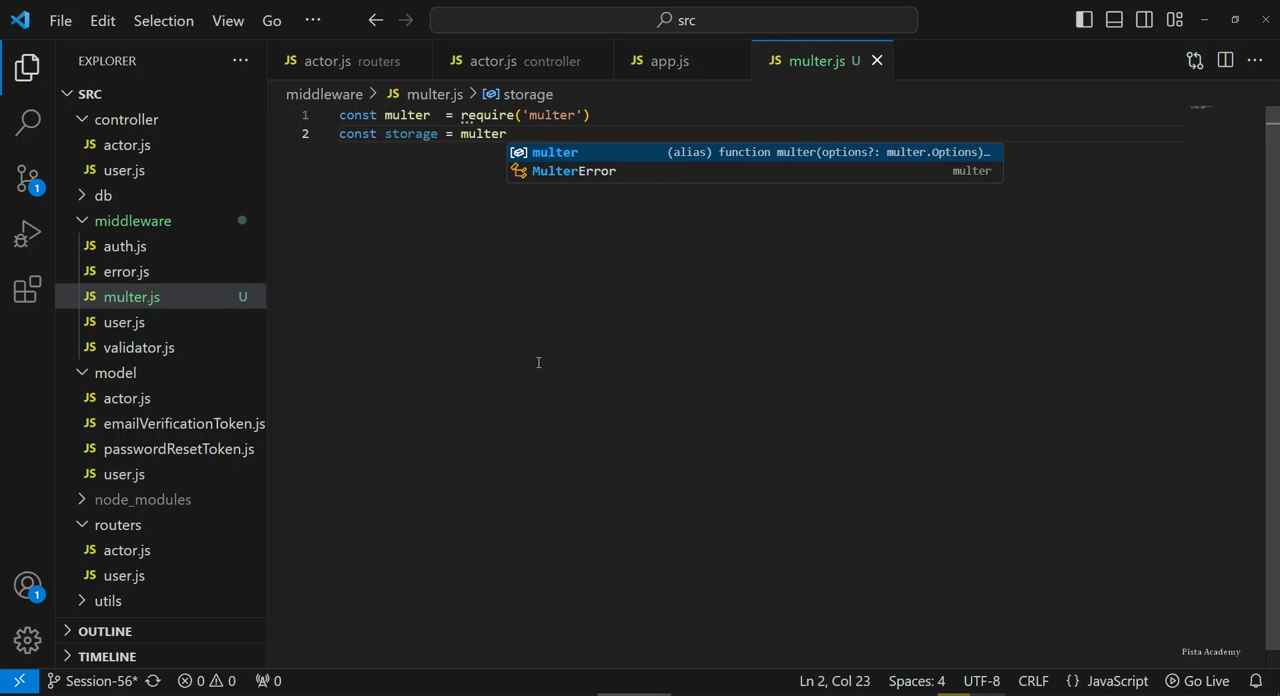 File Edit Selection View Go ··· src
EXPLORER ···
SRC
controller
actor.js
user.js
db
middleware
auth.js
error.js
multer.js U
user.js
validator.js
model
actor.js
emailVerificationToken.js
passwordResetToken.js
user.js
node_modules
routers
actor.js
user.js
utils
OUTLINE
TIMELINE
JS actor.js routers JS actor.js controller JS app.js JS multer.js U
middleware > JS multer.js > storage
1 const multer  = require('multer')
2 const storage = multer
multer (alias) function multer(options?: multer.Options)…
MulterError multer
Pista Academy
Session-56* 0 0 0 Ln 2, Col 23 Spaces: 4 UTF-8 CRLF {} JavaScript Go Live